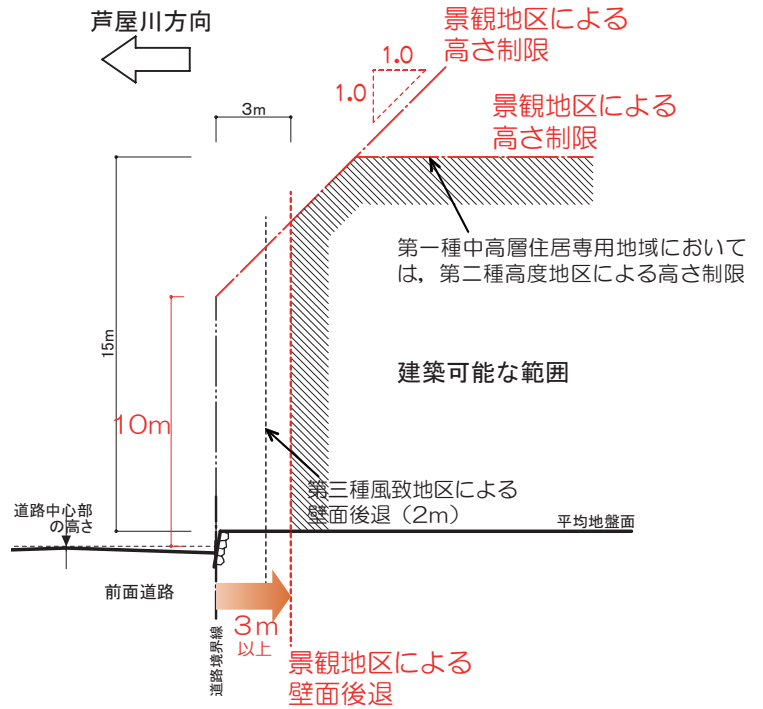 芦屋川方向
景観地区による
高さ制限
1.0
1.0
3m
景観地区による
高さ制限
第一種中高層住居専用地域において
は，第二種高度地区による高さ制限
15m
建築可能な範囲
10m
第三種風致地区による
壁面後退（2m）
道路中心部
の高さ
平均地盤面
前面道路
道路境界線
3m
以上
景観地区による
壁面後退